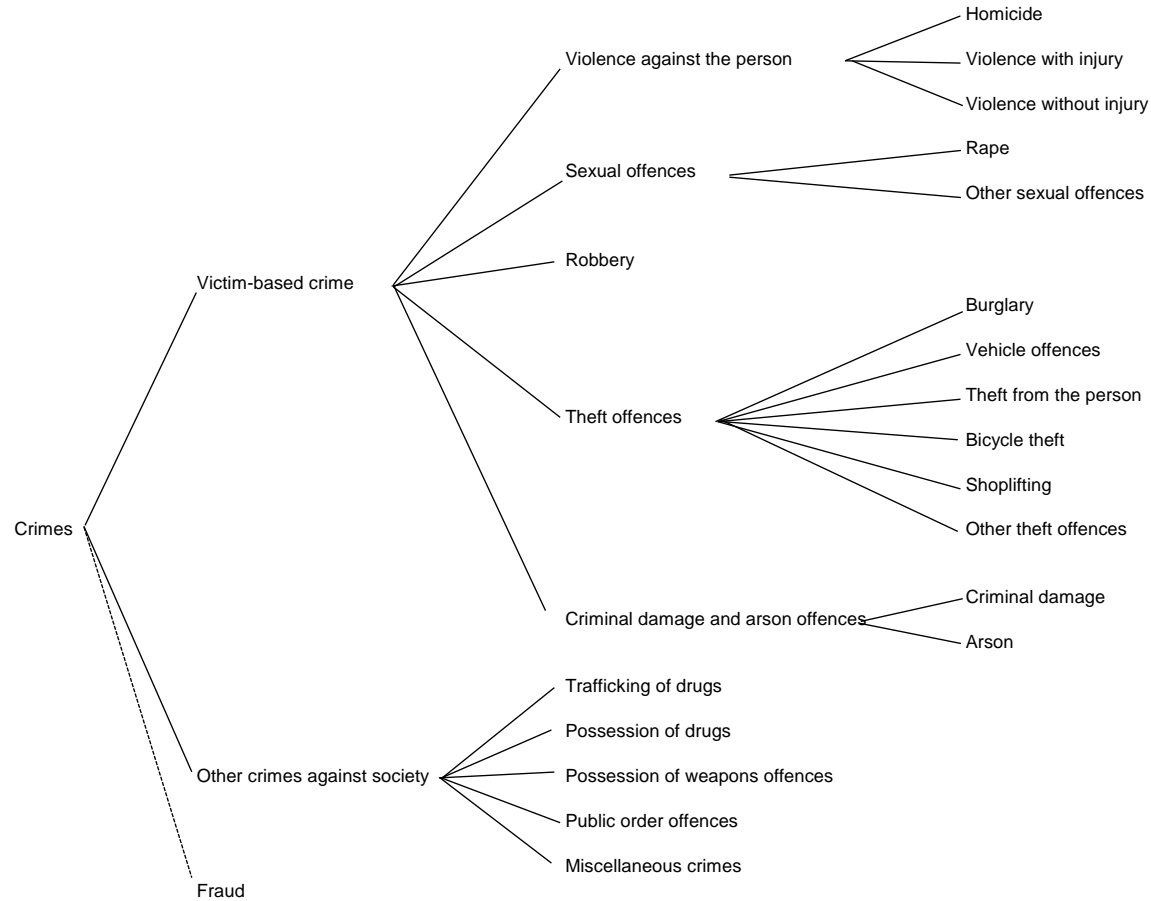 Homicide
Violence against the person
Violence with injury
Violence without injury
Rape
Sexual offences
Other sexual offences
Robbery
Victim-based crime
Burglary
Vehicle offences
Theft from the person
Theft offences
Bicycle theft
Shoplifting
Crimes
Other theft offences
Criminal damage
Criminal damage and arson offences
Arson
Trafficking of drugs
Possession of drugs
Other crimes against society
Possession of weapons offences
Public order offences
Miscellaneous crimes
Fraud